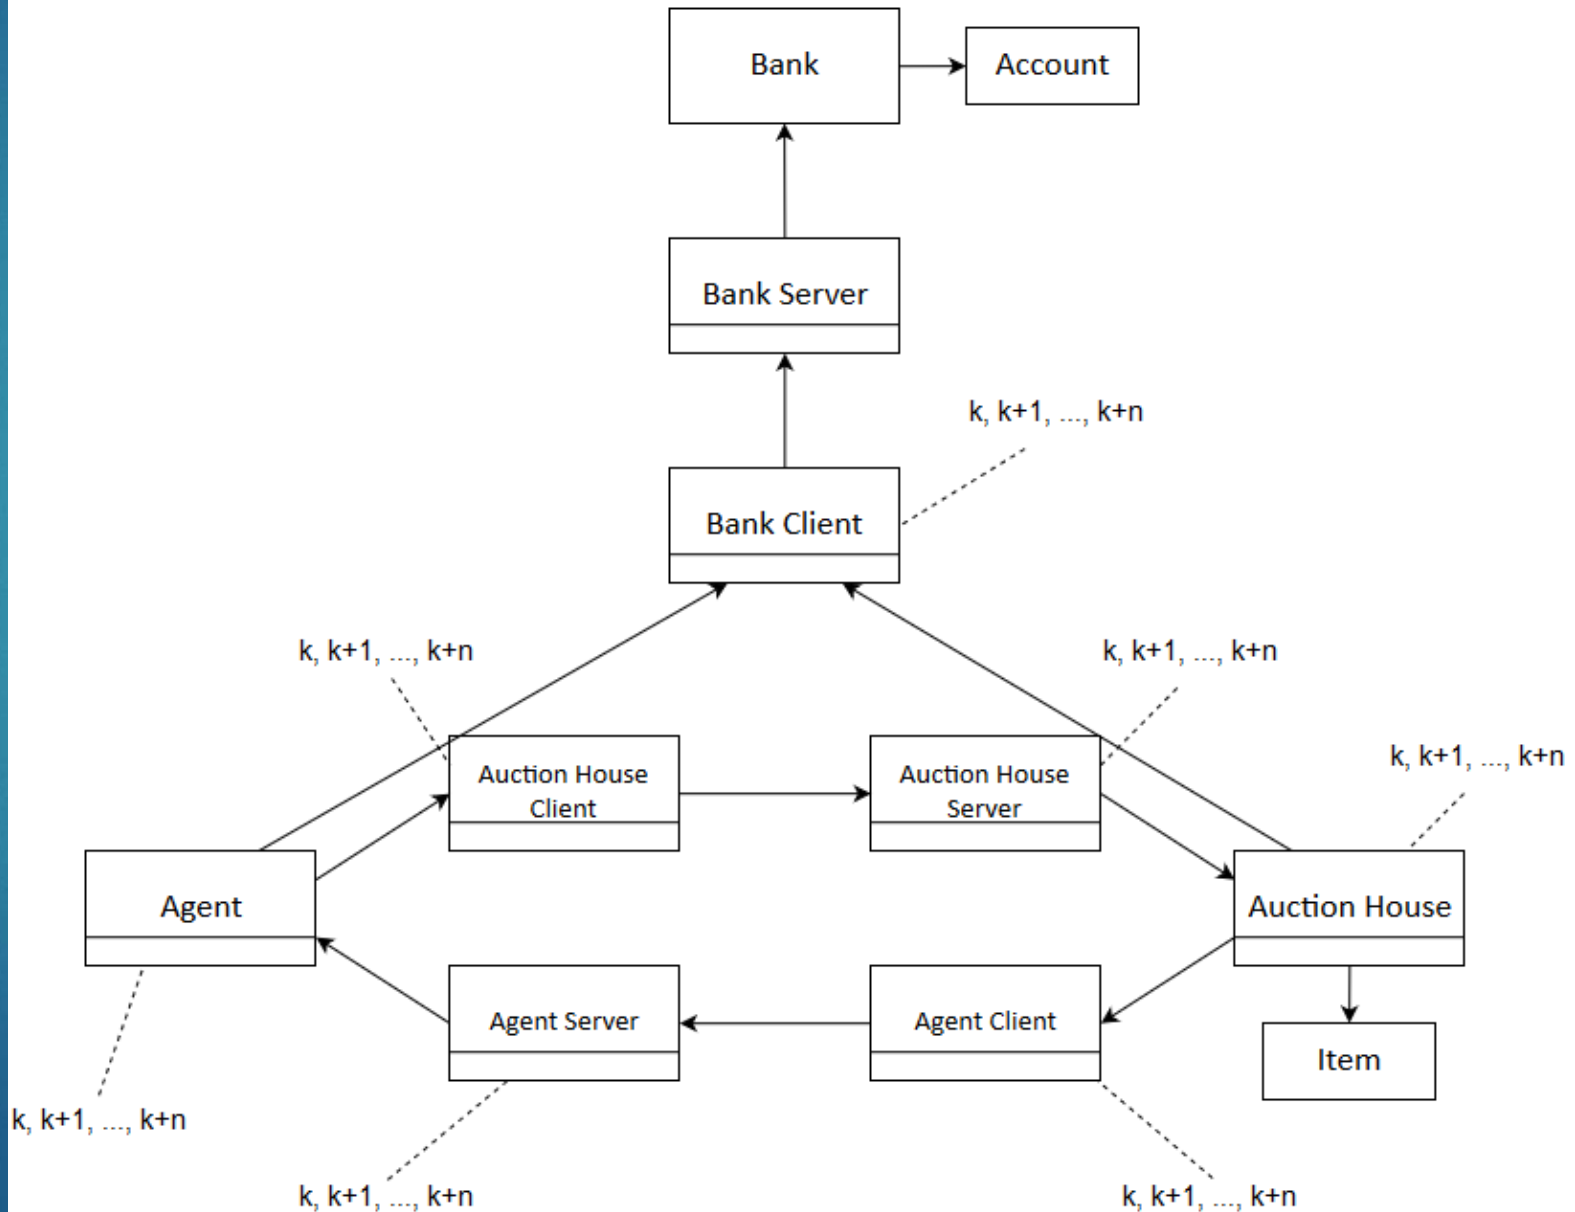 Bank
Account
Bank Server
k, k+1, ..., k+n
Bank Client
k, k+1, ..., k+n
k, k+1, ..., k+n
k, k+1, ..., k+n
Auction House
Client
Auction House
Server
Agent
Auction House
Agent Server
Agent Client
Item
k, k+1, ..., k+n
k, k+1, ..., k+n
k, k+1, ..., k+n